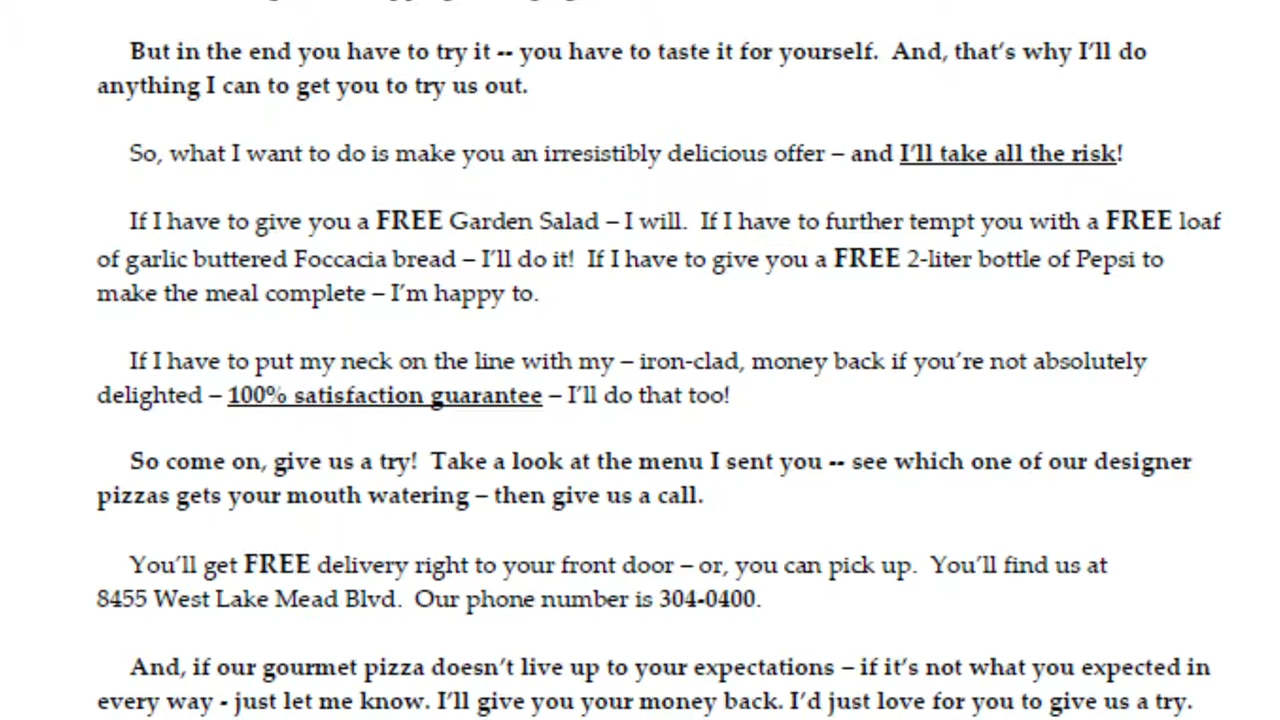 But in the end you have to try it -- you have to taste it for yourself. And, that's why I'll do
anything I can to get you to try us out.
So, what I want to do is make you an irresistibly delicious offer – and I'll take all the risk!
If I have to give you a FREE Garden Salad – I will. If I have to further tempt you with a FREE loaf
of garlic buttered Foccacia bread – I'll do it! If I have to give you a FREE 2-liter bottle of Pepsi to
make the meal complete – I'm happy to.
If I have to put my neck on the line with my – iron-clad, money back if you're not absolutely
delighted – 100% satisfaction guarantee – I'll do that too!
So come on, give us a try! Take a look at the menu I sent you -- see which one of our designer
pizzas gets your mouth watering – then give us a call.
You'll get FREE delivery right to your front door – or, you can pick up. You'll find us at
8455 West Lake Mead Blvd. Our phone number is 304-0400.
And, if our gourmet pizza doesn't live up to your expectations – if it's not what you expected in
every way - just let me know. I'll give you your money back. I'd just love for you to give us a try.